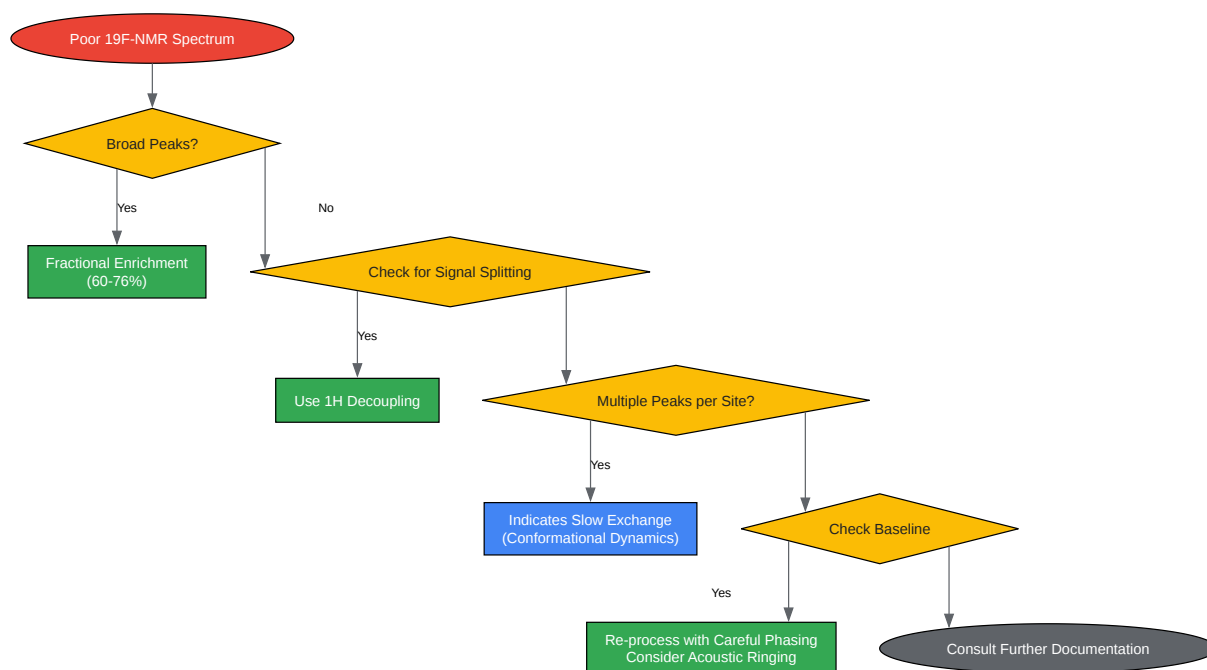 Poor 19F-NMR Spectrum
Broad Peaks?
Yes
No
Fractional Enrichment
(60-76%)
Check for Signal Splitting
Yes
Use 1H Decoupling
Multiple Peaks per Site?
Yes
Indicates Slow Exchange
(Conformational Dynamics)
Check Baseline
Yes
Re-process with Careful Phasing
Consider Acoustic Ringing
Consult Further Documentation